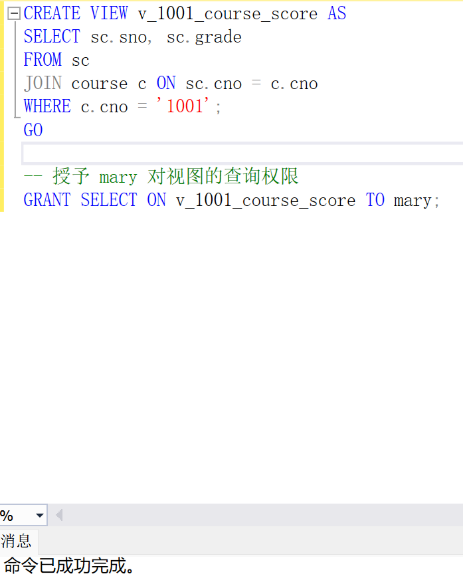 CREATE VIEW v_1001_course_score AS
SELECT sc.sno, sc.grade
FROM sc
JOIN course c ON sc.cno = c.cno
WHERE c.cno = '1001';
GO
-- 授予 mary 对视图的查询权限
GRANT SELECT ON v_1001_course_score TO mary;
%
消息
命令已成功完成。